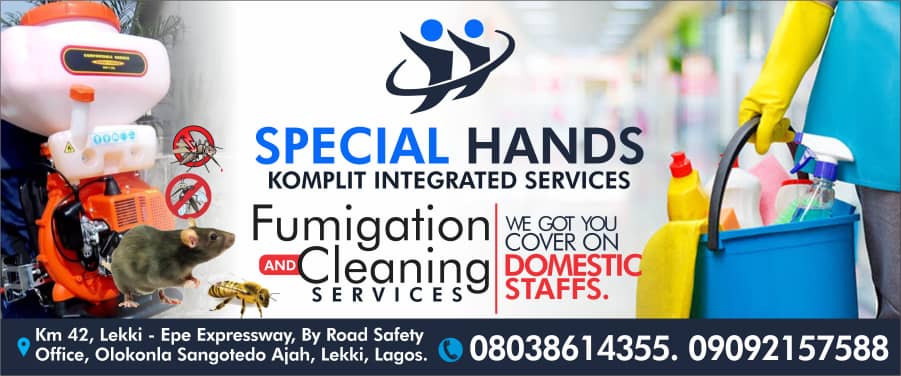 SPECIAL HANDS
KOMPLIT INTEGRATED SERVICES
Fumigation
AND Cleaning
SERVICES
WE GOT YOU
COVER ON
DOMESTIC
STAFFS.
Km 42, Lekki - Epe Expressway, By Road Safety
Office, Olokonla Sangotedo Ajah, Lekki, Lagos.
08038614355. 09092157588